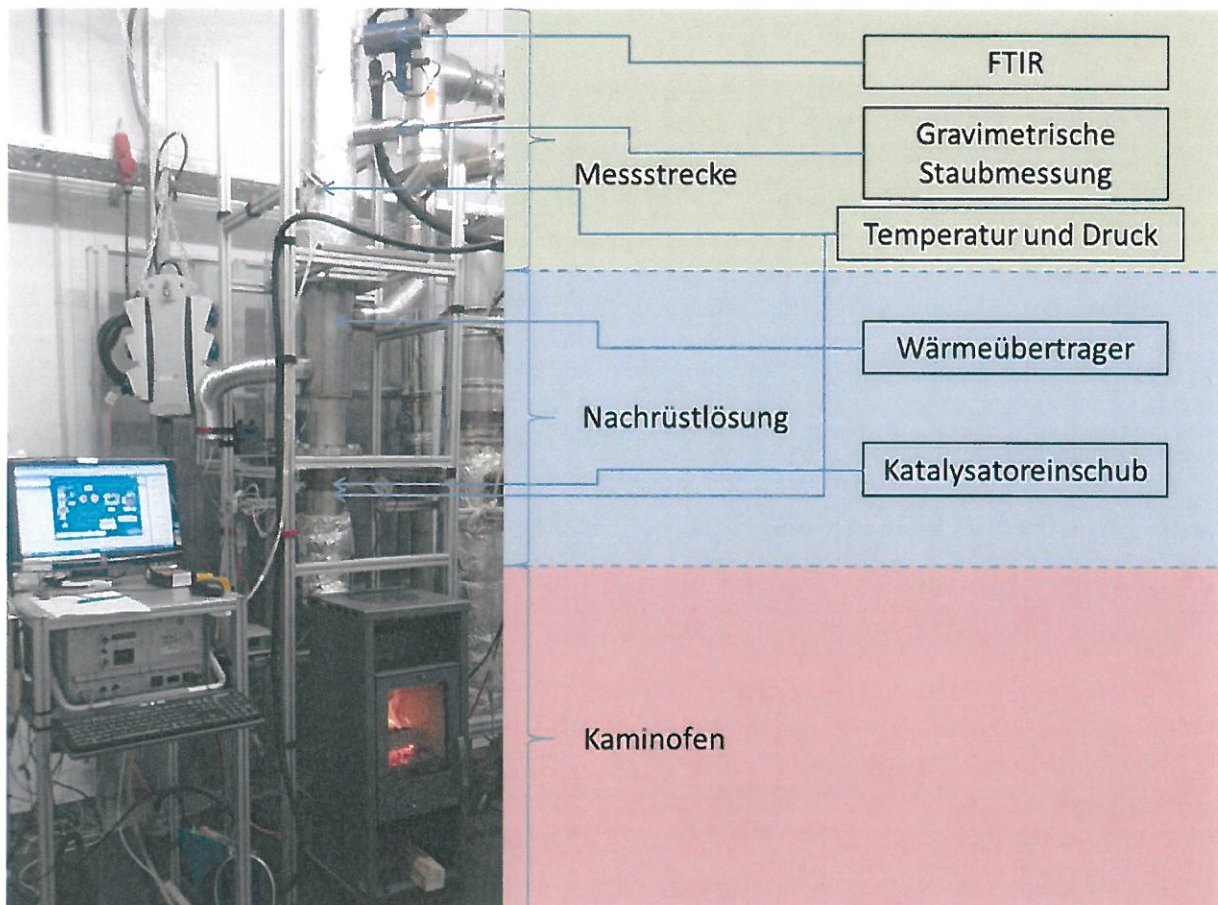 FTIR
Gravimetrische
Staubmessung
Messstrecke
Temperatur und Druck
Wärmeübertrager
Nachrüstlösung
Katalysatoreinschub
Kaminofen